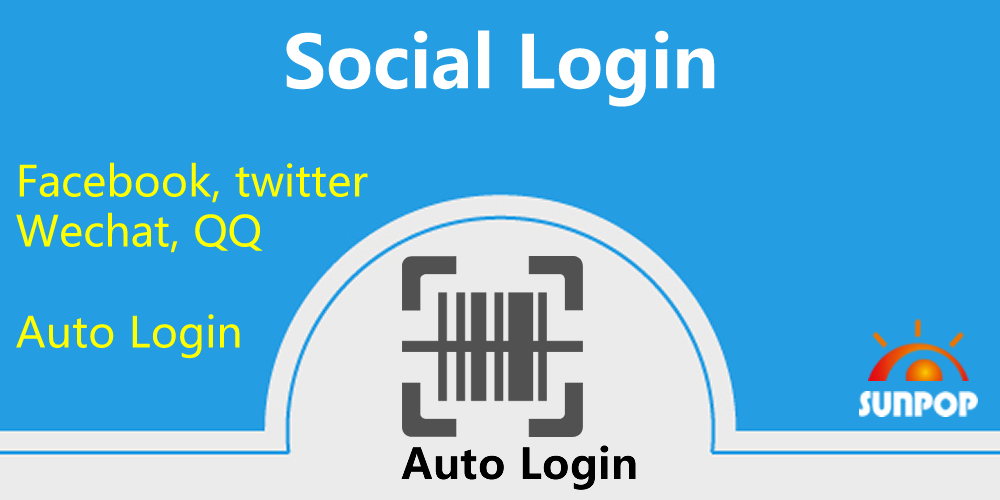 Social Login
Facebook, twitter
Wechat, QQ
Auto Login
SUNPOP
Auto Login